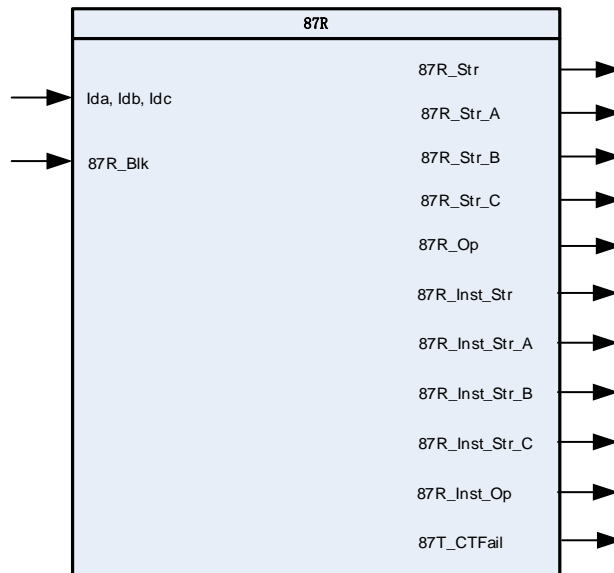 87R
87R_Str
Ida, Idb, Idc
87R_Str_A
87R_Str_B
87R_Blk
87R_Str_C
87R_Op
87R_Inst_Str
87R_Inst_Str_A
87R_Inst_Str_B
87R_Inst_Str_C
87R_Inst_Op
87T_CTFail